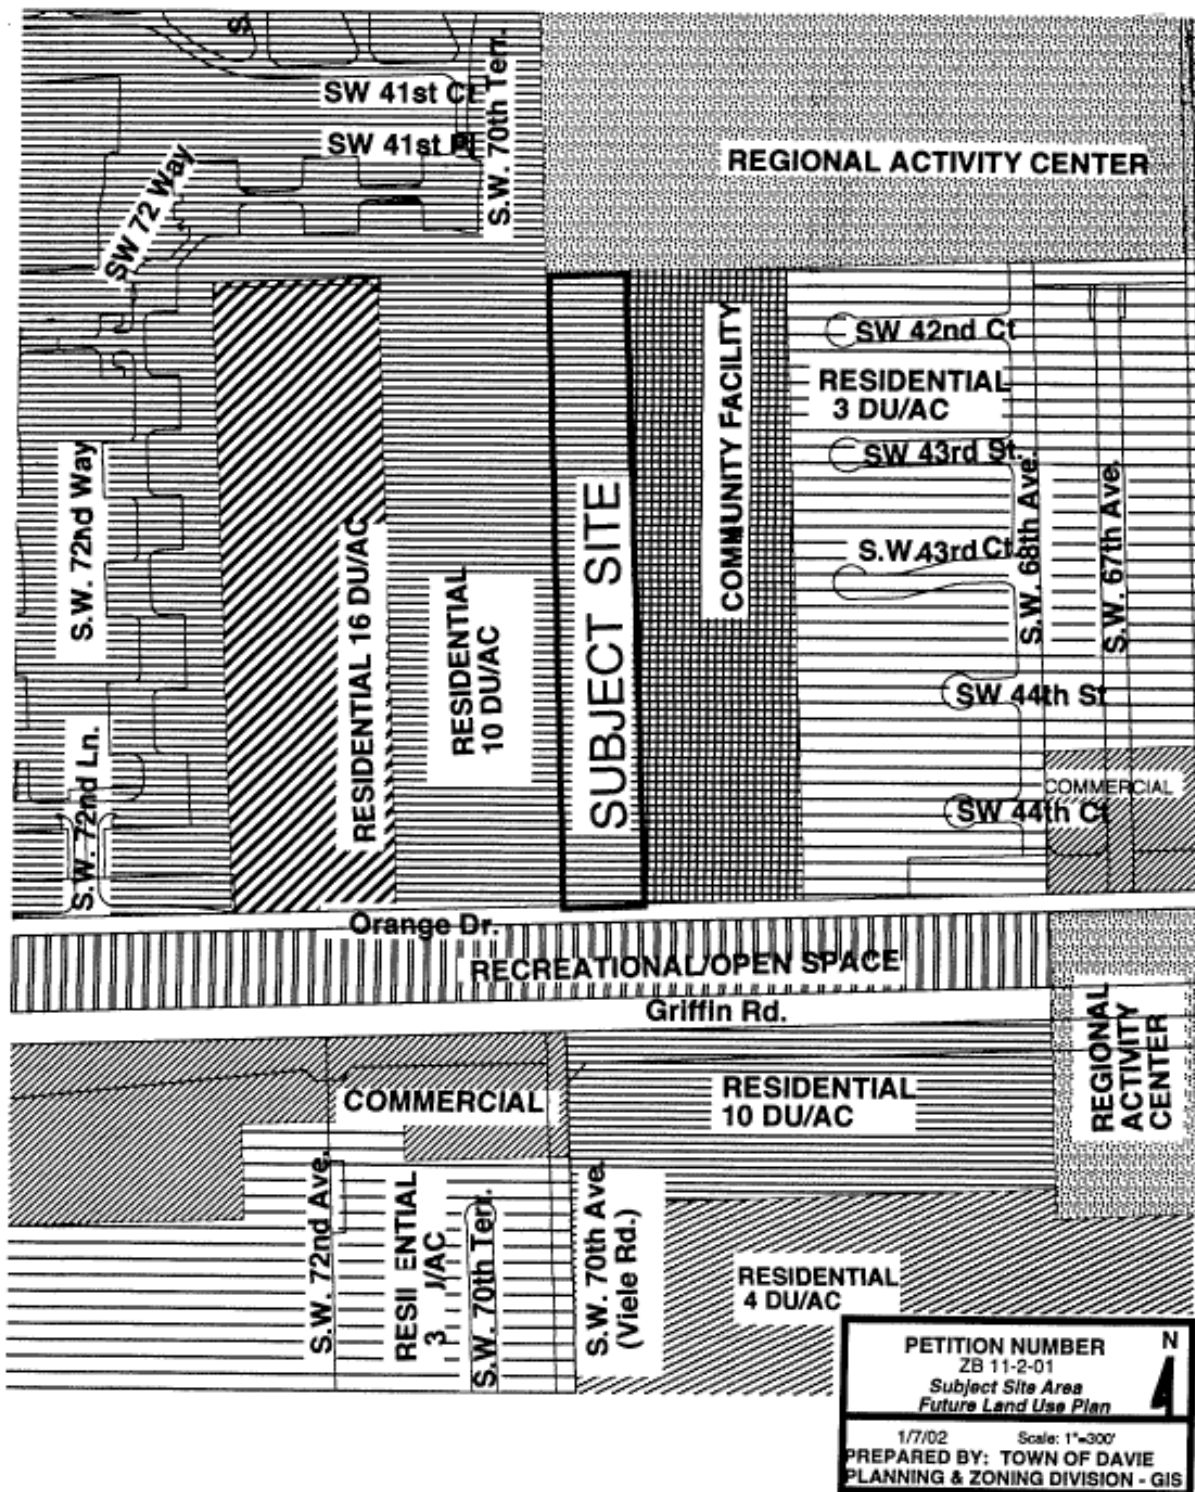 S
SW 41st Ct
SW 41st Pl
S.W. 70th Terr.
SW 72 Way
REGIONAL ACTIVITY CENTER
SW 42nd Ct
RESIDENTIAL
3 DU/AC
SW 43rd St.
S.W.43rd Ct
SW 44th St
COMMERCIAL
SW 44th Ct
S.W. 68th Ave.
S.W. 67th Ave.
COMMUNITY FACILITY
SUBJECT SITE
RESIDENTIAL
10 DU/AC
RESIDENTIAL 16 DU/AC
S.W. 72nd Way
S.W. 72nd Ln.
Orange Dr.
RECREATIONAL/OPEN SPACE
Griffin Rd.
REGIONAL
ACTIVITY
CENTER
COMMERCIAL
RESIDENTIAL
10 DU/AC
S.W. 72nd Ave.
RESII ENTIAL
3 /AC
S.W. 70th Terr.
S.W. 70th Ave.
(Viele Rd.)
RESIDENTIAL
4 DU/AC
PETITION NUMBER
ZB 11-2-01
Subject Site Area
Future Land Use Plan
N
1/7/02 Scale: 1"=300'
PREPARED BY: TOWN OF DAVIE
PLANNING & ZONING DIVISION - GIS